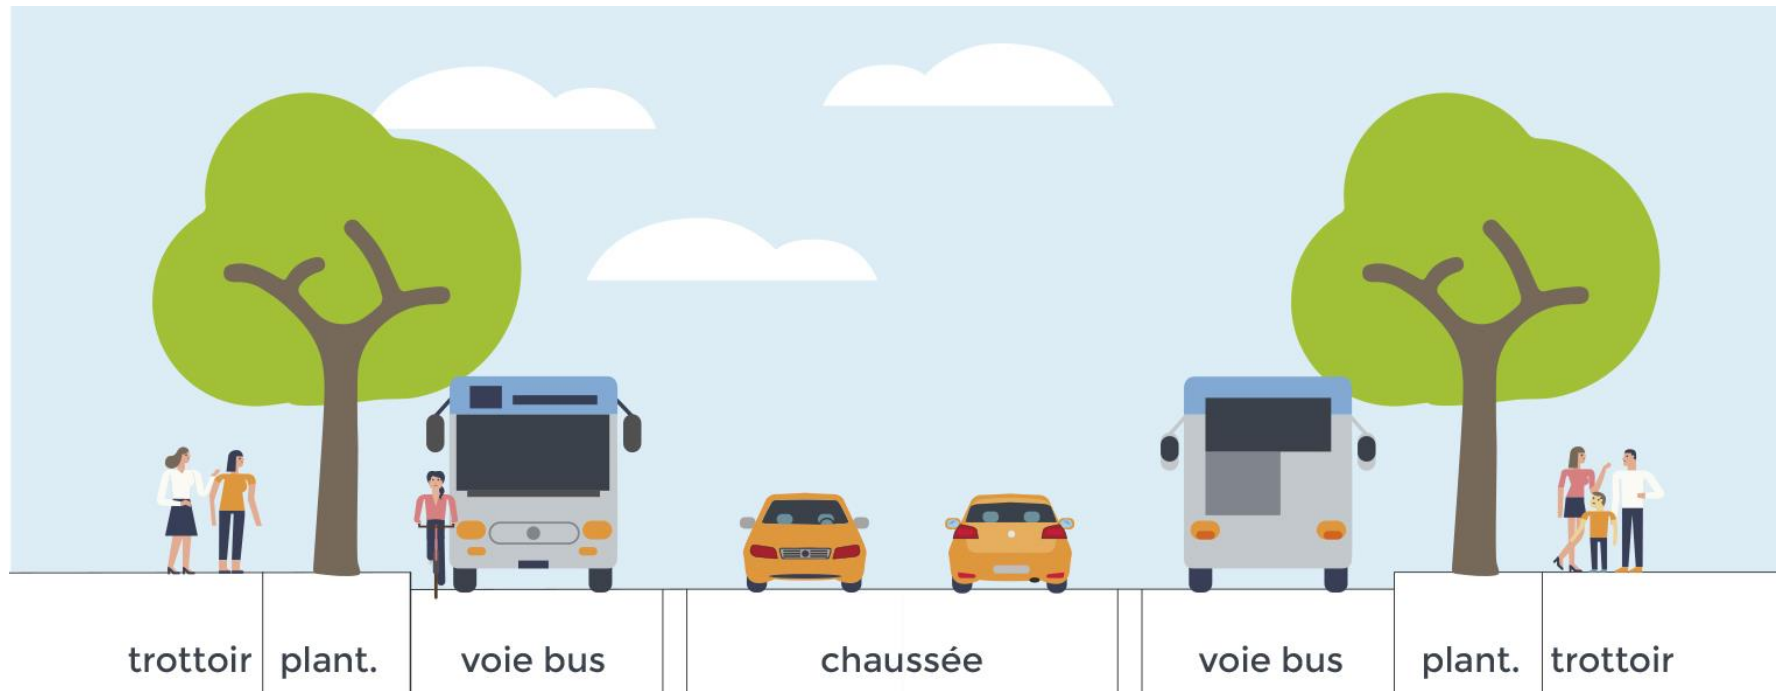 trottoir
plant.
voie bus
chaussée
voie bus
plant.
trottoir